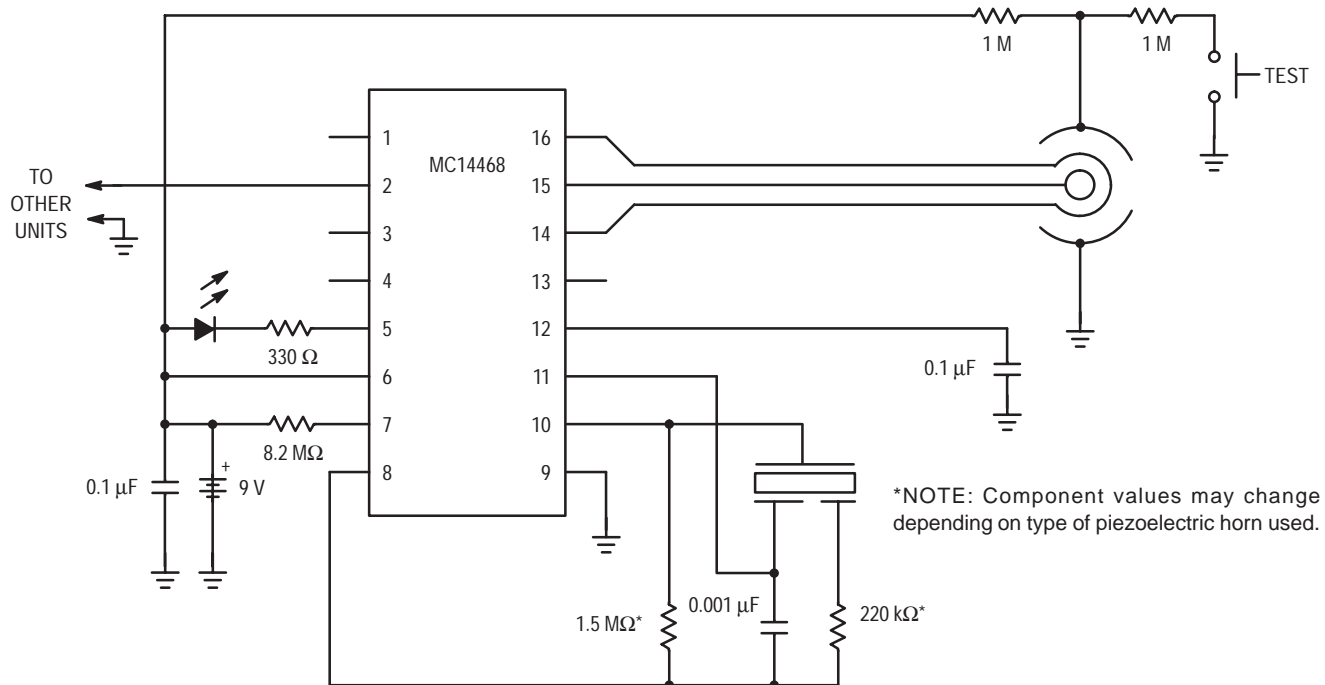 1 M
1 M
TEST
MC14468
1
2
3
4
5
6
7
8
16
15
14
13
12
11
10
9
TO
OTHER
UNITS
330 Ω
8.2 MΩ
0.1 μF
+
9 V
0.1 μF
1.5 MΩ*
0.001 μF
220 kΩ*
*NOTE: Component values may change
depending on type of piezoelectric horn used.